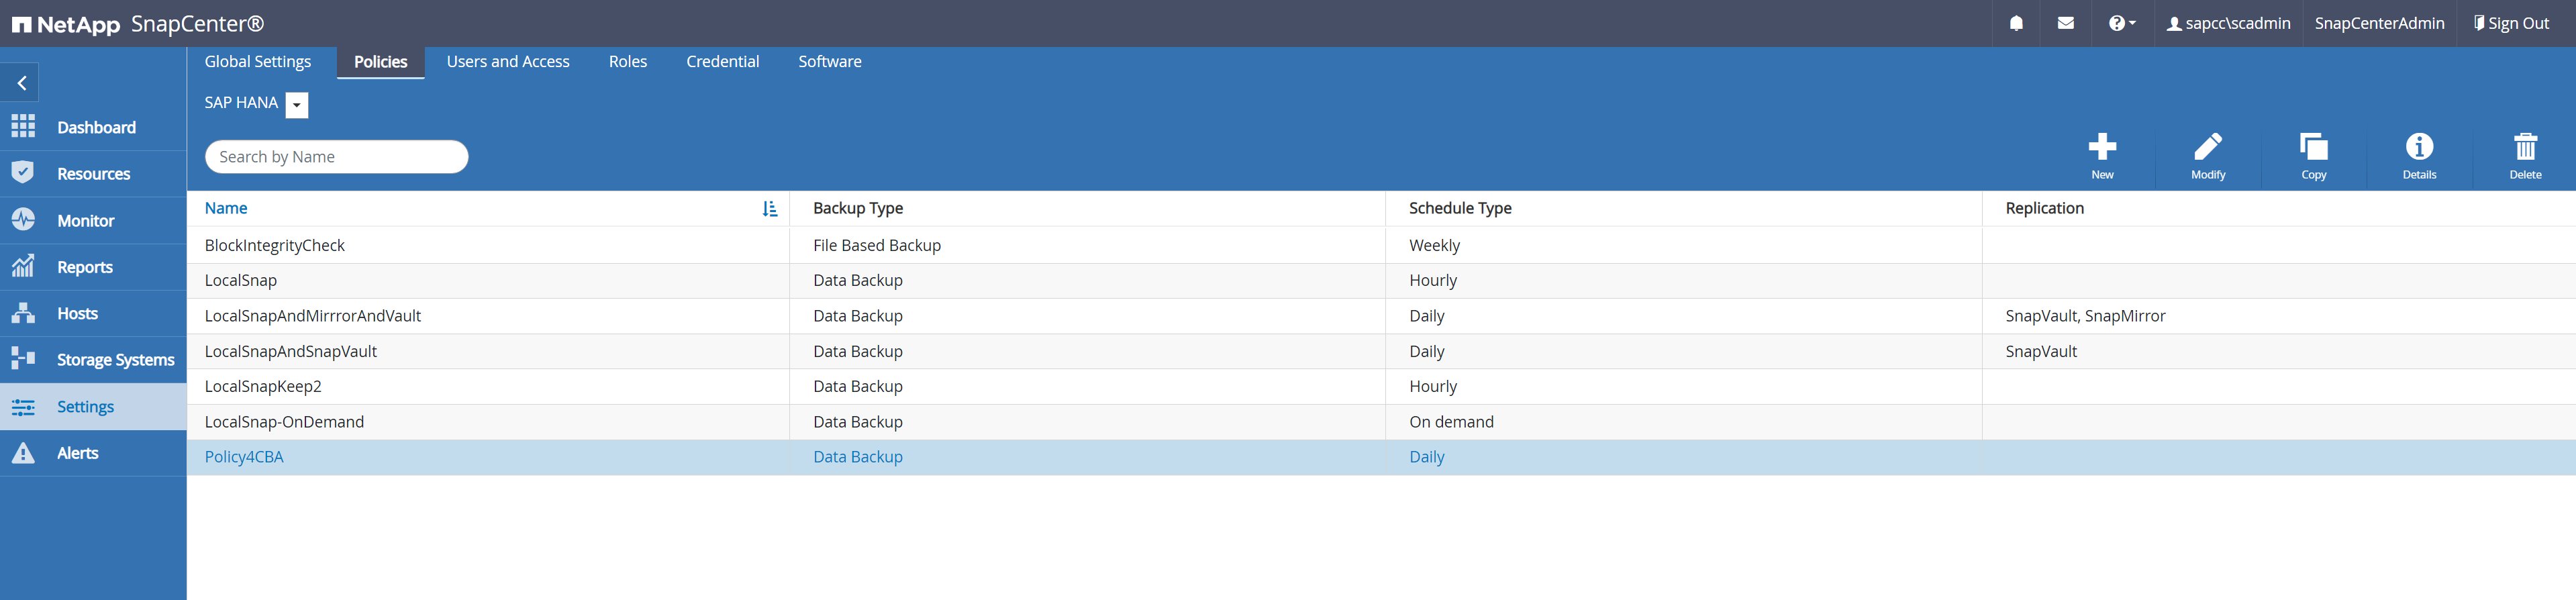 NetApp SnapCenter®
sapcc\scadmin SnapCenterAdmin Sign Out
Global Settings Policies Users and Access Roles Credential Software
SAP HANA
Search by Name
New Modify Copy Details Delete
Dashboard
Resources
Monitor
Reports
Hosts
Storage Systems
Settings
Alerts
Name Backup Type Schedule Type Replication
BlockIntegrityCheck File Based Backup Weekly
LocalSnap Data Backup Hourly
LocalSnapAndMirrrorAndVault Data Backup Daily SnapVault, SnapMirror
LocalSnapAndSnapVault Data Backup Daily SnapVault
LocalSnapKeep2 Data Backup Hourly
LocalSnap-OnDemand Data Backup On demand
Policy4CBA Data Backup Daily